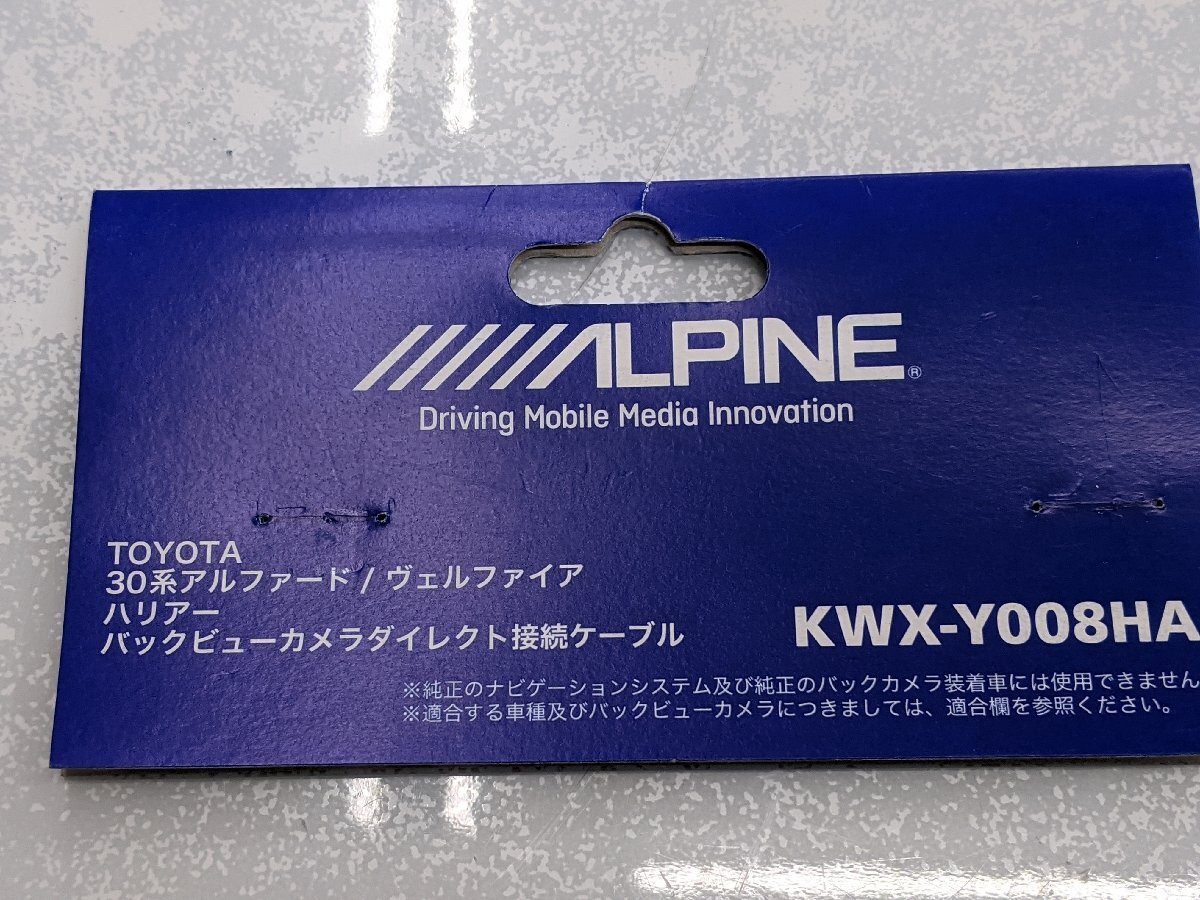 ALPINE®
Driving Mobile Media Innovation
TOYOTA
30系アルファード / ヴェルファイア
ハリアー
バックビューカメラダイレクト接続ケーブル
KWX-Y008HA
※純正のナビゲーションシステム及び純正のバックカメラ装着車には使用できません
※適合する車種及びバックビューカメラにつきましては、適合欄を参照ください。